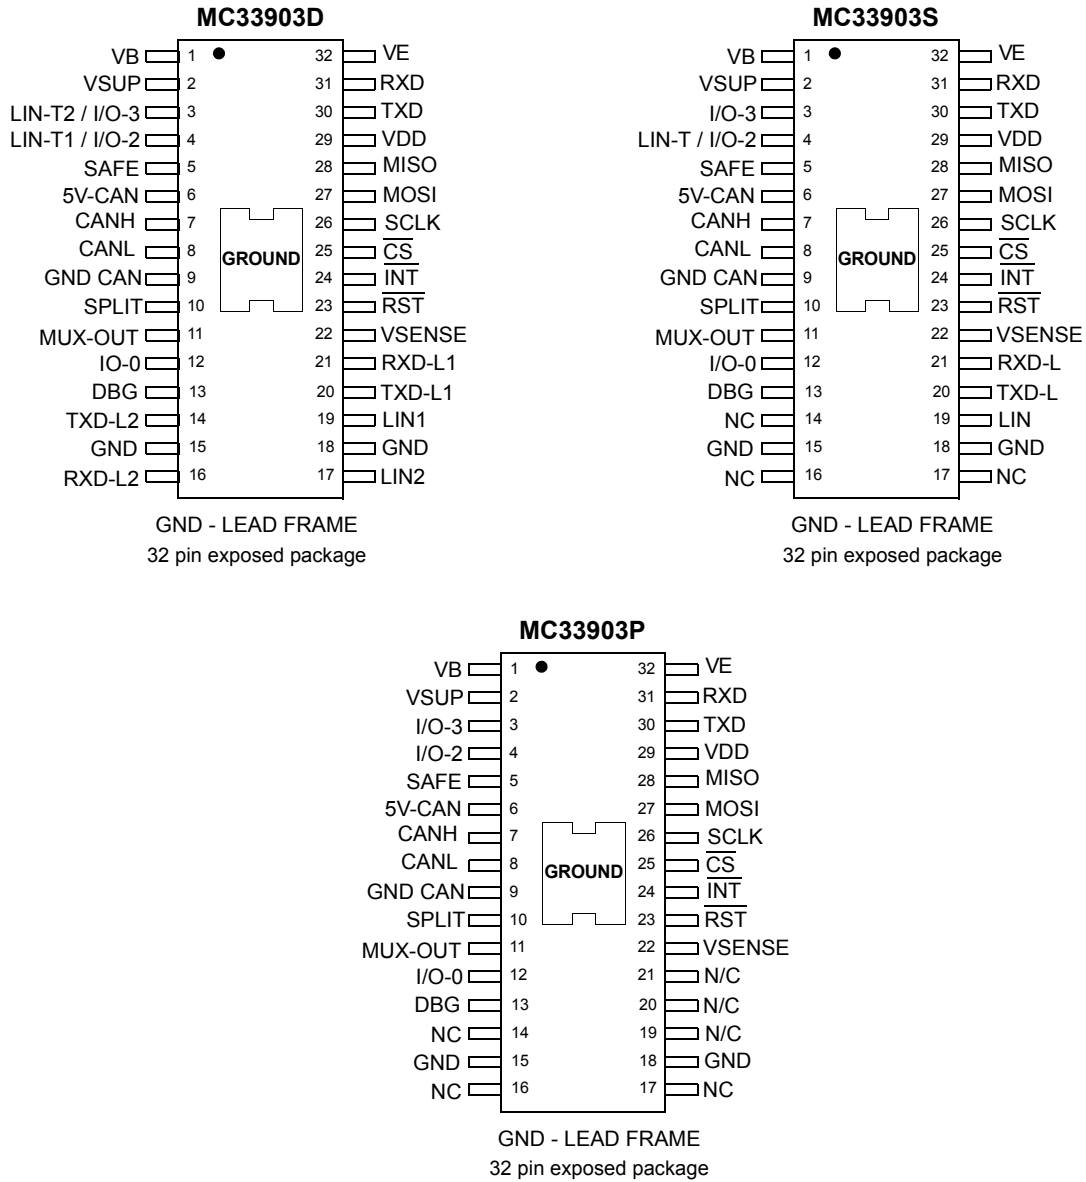 MC33903D
VB 1 32 VE
VSUP 2 31 RXD
LIN-T2 / I/O-3 3 30 TXD
LIN-T1 / I/O-2 4 29 VDD
SAFE 5 28 MISO
5V-CAN 6 27 MOSI
CANH 7 26 SCLK
CANL 8 25 CS
GND CAN 9 24 INT
SPLIT 10 23 RST
MUX-OUT 11 22 VSENSE
IO-0 12 21 RXD-L1
DBG 13 20 TXD-L1
TXD-L2 14 19 LIN1
GND 15 18 GND
RXD-L2 16 17 LIN2
GROUND
GND - LEAD FRAME
32 pin exposed package
MC33903S
VB 1 32 VE
VSUP 2 31 RXD
I/O-3 3 30 TXD
LIN-T / I/O-2 4 29 VDD
SAFE 5 28 MISO
5V-CAN 6 27 MOSI
CANH 7 26 SCLK
CANL 8 25 CS
GND CAN 9 24 INT
SPLIT 10 23 RST
MUX-OUT 11 22 VSENSE
I/O-0 12 21 RXD-L
DBG 13 20 TXD-L
NC 14 19 LIN
GND 15 18 GND
NC 16 17 NC
GROUND
GND - LEAD FRAME
32 pin exposed package
MC33903P
VB 1 32 VE
VSUP 2 31 RXD
I/O-3 3 30 TXD
I/O-2 4 29 VDD
SAFE 5 28 MISO
5V-CAN 6 27 MOSI
CANH 7 26 SCLK
CANL 8 25 CS
GND CAN 9 24 INT
SPLIT 10 23 RST
MUX-OUT 11 22 VSENSE
I/O-0 12 21 N/C
DBG 13 20 N/C
NC 14 19 N/C
GND 15 18 GND
NC 16 17 NC
GROUND
GND - LEAD FRAME
32 pin exposed package